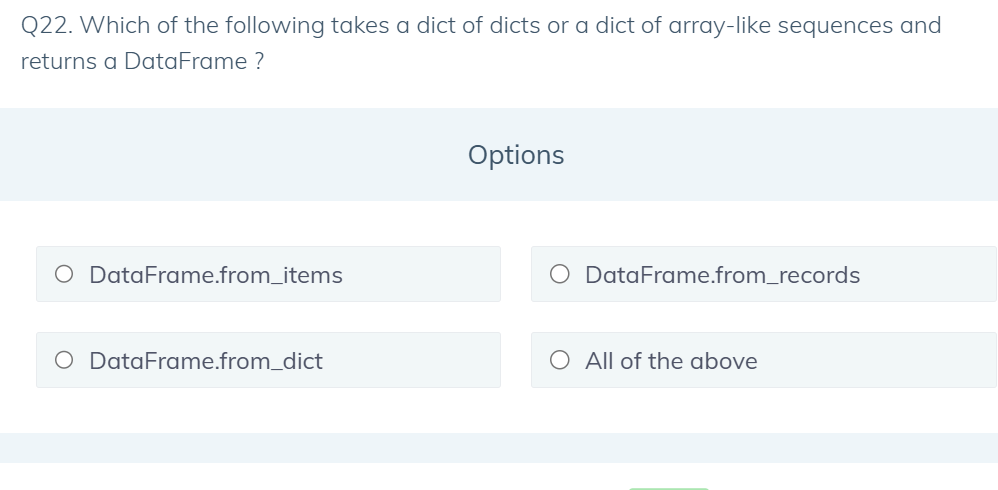 Q22. Which of the following takes a dict of dicts or a dict of array-like sequences and
returns a DataFrame ?
Options
DataFrame.from_items
DataFrame.from_records
DataFrame.from_dict
All of the above